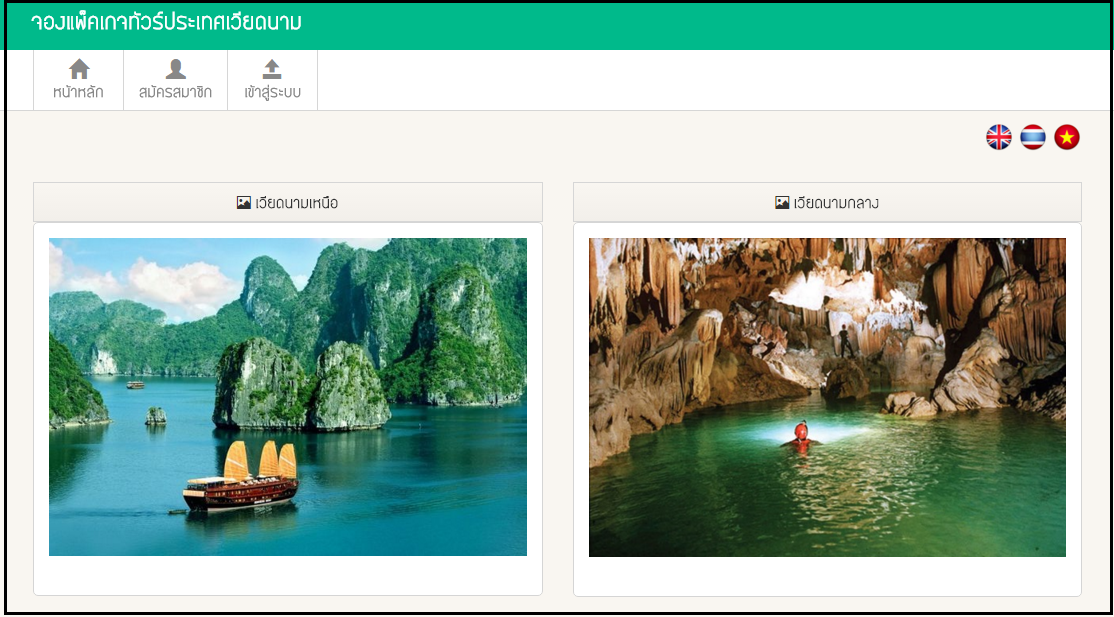 จองแพ็คเกจทัวร์ประเทศเวียดนาม
หน้าหลัก
สมัครสมาชิก
เข้าสู่ระบบ
เวียดนามเหนือ
เวียดนามกลาง